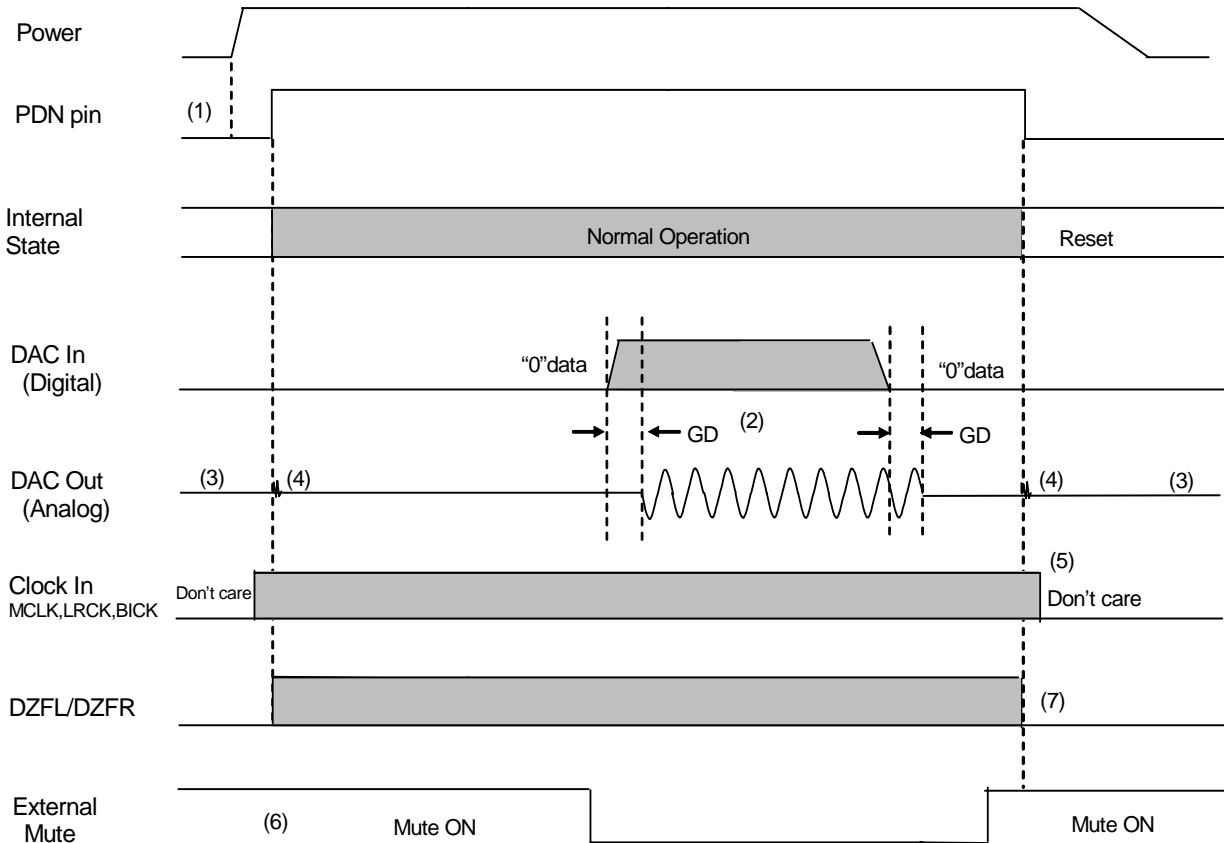 Power
PDN pin
(1)
Internal
State
Normal Operation
Reset
DAC In
(Digital)
“0”data
“0”data
(2)
GD
GD
DAC Out
(Analog)
(3)
(4)
(4)
(3)
Clock In
MCLK,LRCK,BICK
Don’t care
(5)
Don’t care
DZFL/DZFR
(7)
External
Mute
(6)
Mute ON
Mute ON